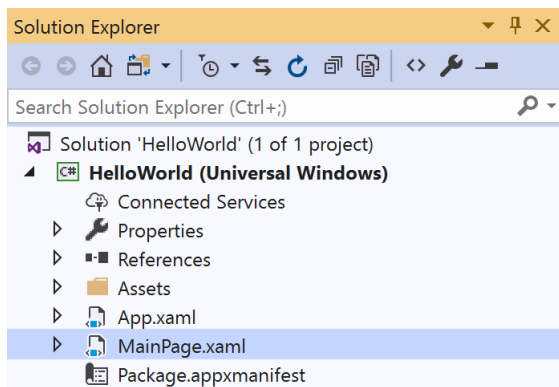 Solution Explorer
Search Solution Explorer (Ctrl+;)
Solution 'HelloWorld' (1 of 1 project)
C# HelloWorld (Universal Windows)
Connected Services
Properties
References
Assets
App.xaml
MainPage.xaml
Package.appxmanifest